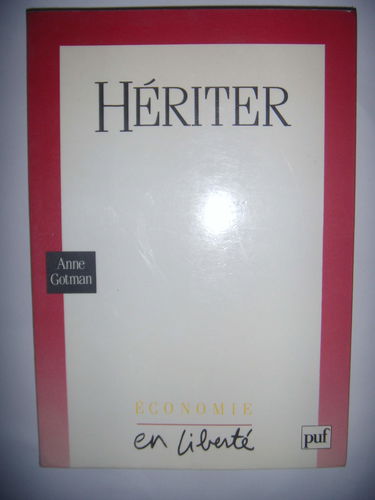 HÉRITER
Anne
Gotman
ÉCONOMIE
en liberté
puf